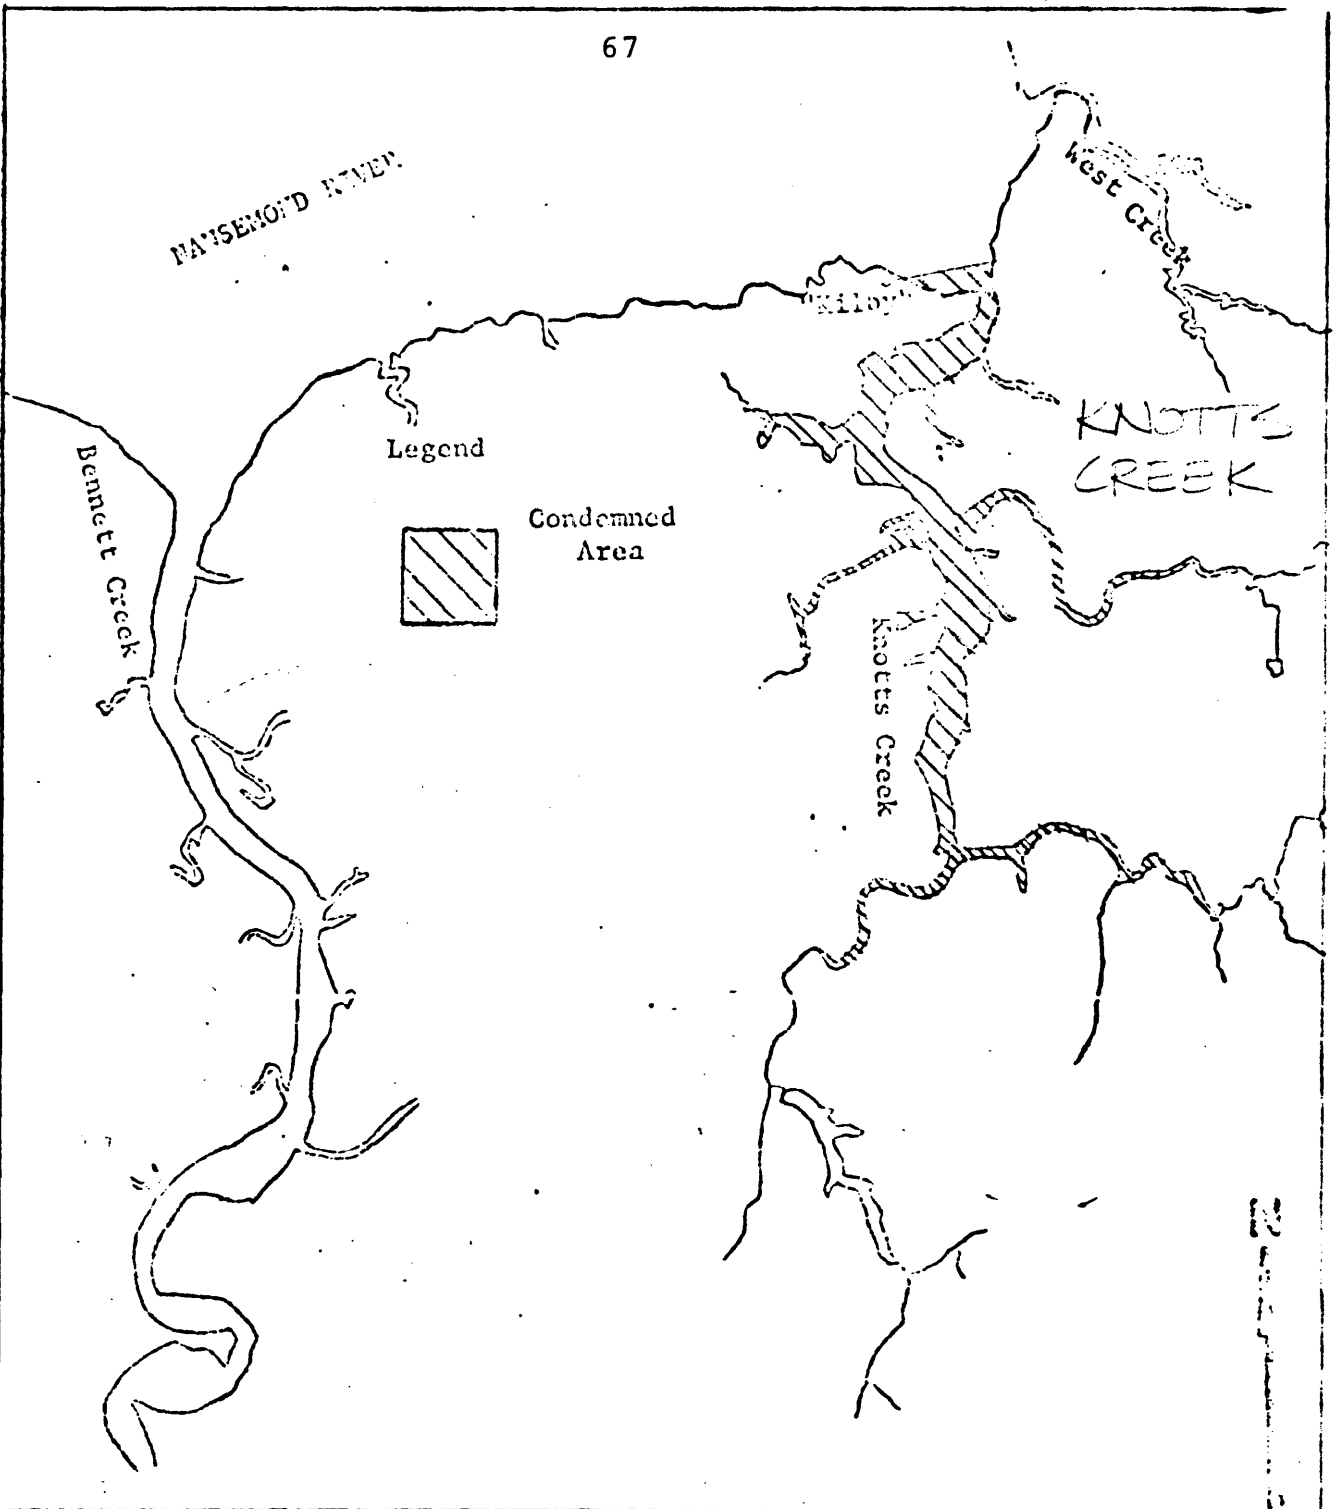 67
NANSEMOND RIVER
West Creek
"Kilby"
KNOTTS
CREEK
Legend
Condemned
Area
Bennett Creek
Knotts Creek